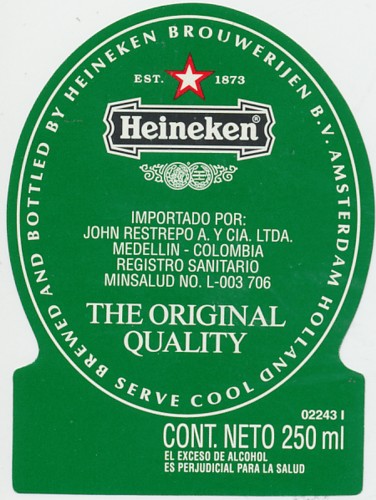 BREWED AND BOTTLED BY HEINEKEN BROUWERIJEN B.V. AMSTERDAM HOLLAND
EST. 1873
Heineken®
IMPORTADO POR:
JOHN RESTREPO A. Y CIA. LTDA.
MEDELLIN - COLOMBIA
REGISTRO SANITARIO
MINSALUD NO. L-003 706
THE ORIGINAL
QUALITY
SERVE COOL
02243 I
CONT. NETO 250 ml
EL EXCESO DE ALCOHOL
ES PERJUDICIAL PARA LA SALUD